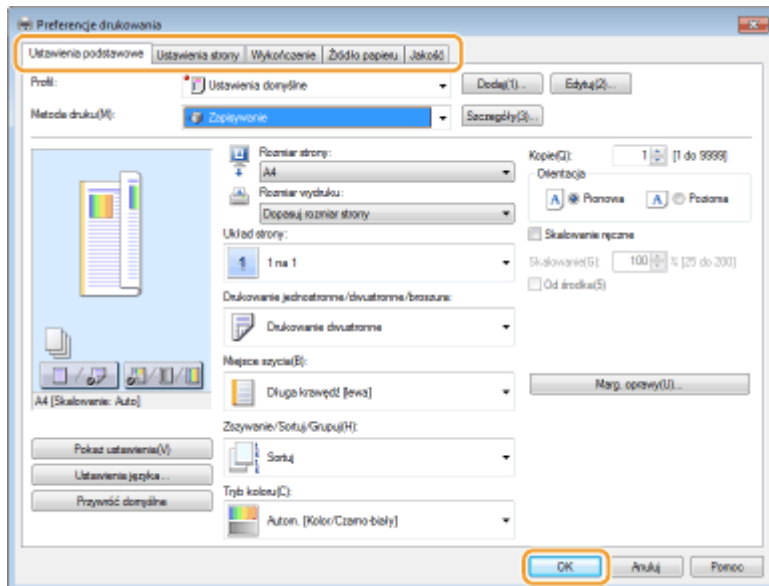 Preferencje drukowania
Ustawienia podstawowe Ustawienia strony Wykończenie Źródło papieru Jakość
Profil: Ustawienia domyślne Dodaj(1)... Edytuj(2)...
Metoda druku(M): Zapisywanie Szczegóły(3)...
Rozmiar strony:
A4
Rozmiar wydruku:
Dopasuj rozmiar strony
Układ strony:
1 1 na 1
Drukowanie jednostronne/dwustronne/broszura:
Drukowanie dwustronne
Miejsce szycia(B):
Długa krawędź [lewa]
Zszywanie/Sortuj/Grupuj(H):
Sortuj
Tryb koloru(C):
Autom. [Kolor/Czarno-biały]
Kopie(Q): 1 [1 do 9999]
Orientacja
A Pionowa A Pozioma
Skalowanie ręczne
Skalowanie(G): 100 % [25 do 200]
Od środka(5)
Marg. oprawy(U)...
A4 [Skalowanie: Auto]
Pokaż ustawienia(V)
Ustawienia języka...
Przywróć domyślne
OK Anuluj Pomoc